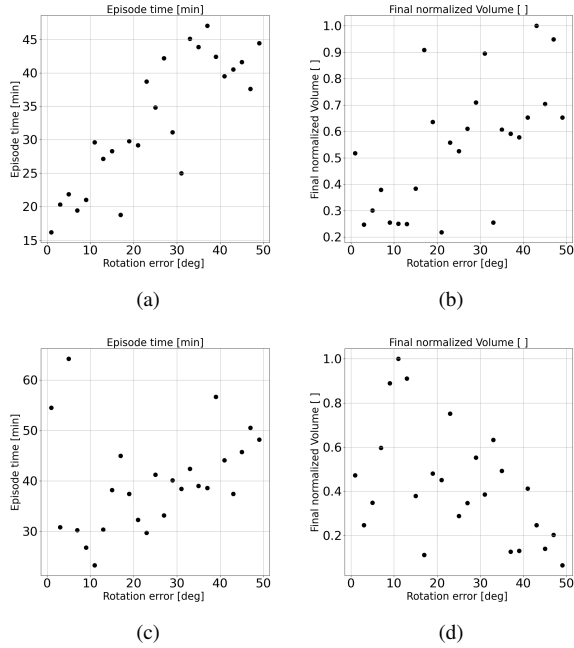 Episode time [min]
Final normalized Volume [ ]
Episode time [min]
45
40
35
30
25
20
15
0 10 20 30 40 50
Rotation error [deg]
Final normalized Volume [ ]
1.0
0.9
0.8
0.7
0.6
0.5
0.4
0.3
0.2
0 10 20 30 40 50
Rotation error [deg]
(a)
(b)
Episode time [min]
Final normalized Volume [ ]
Episode time [min]
60
50
40
30
0 10 20 30 40 50
Rotation error [deg]
Final normalized Volume [ ]
1.0
0.8
0.6
0.4
0.2
0 10 20 30 40 50
Rotation error [deg]
(c)
(d)